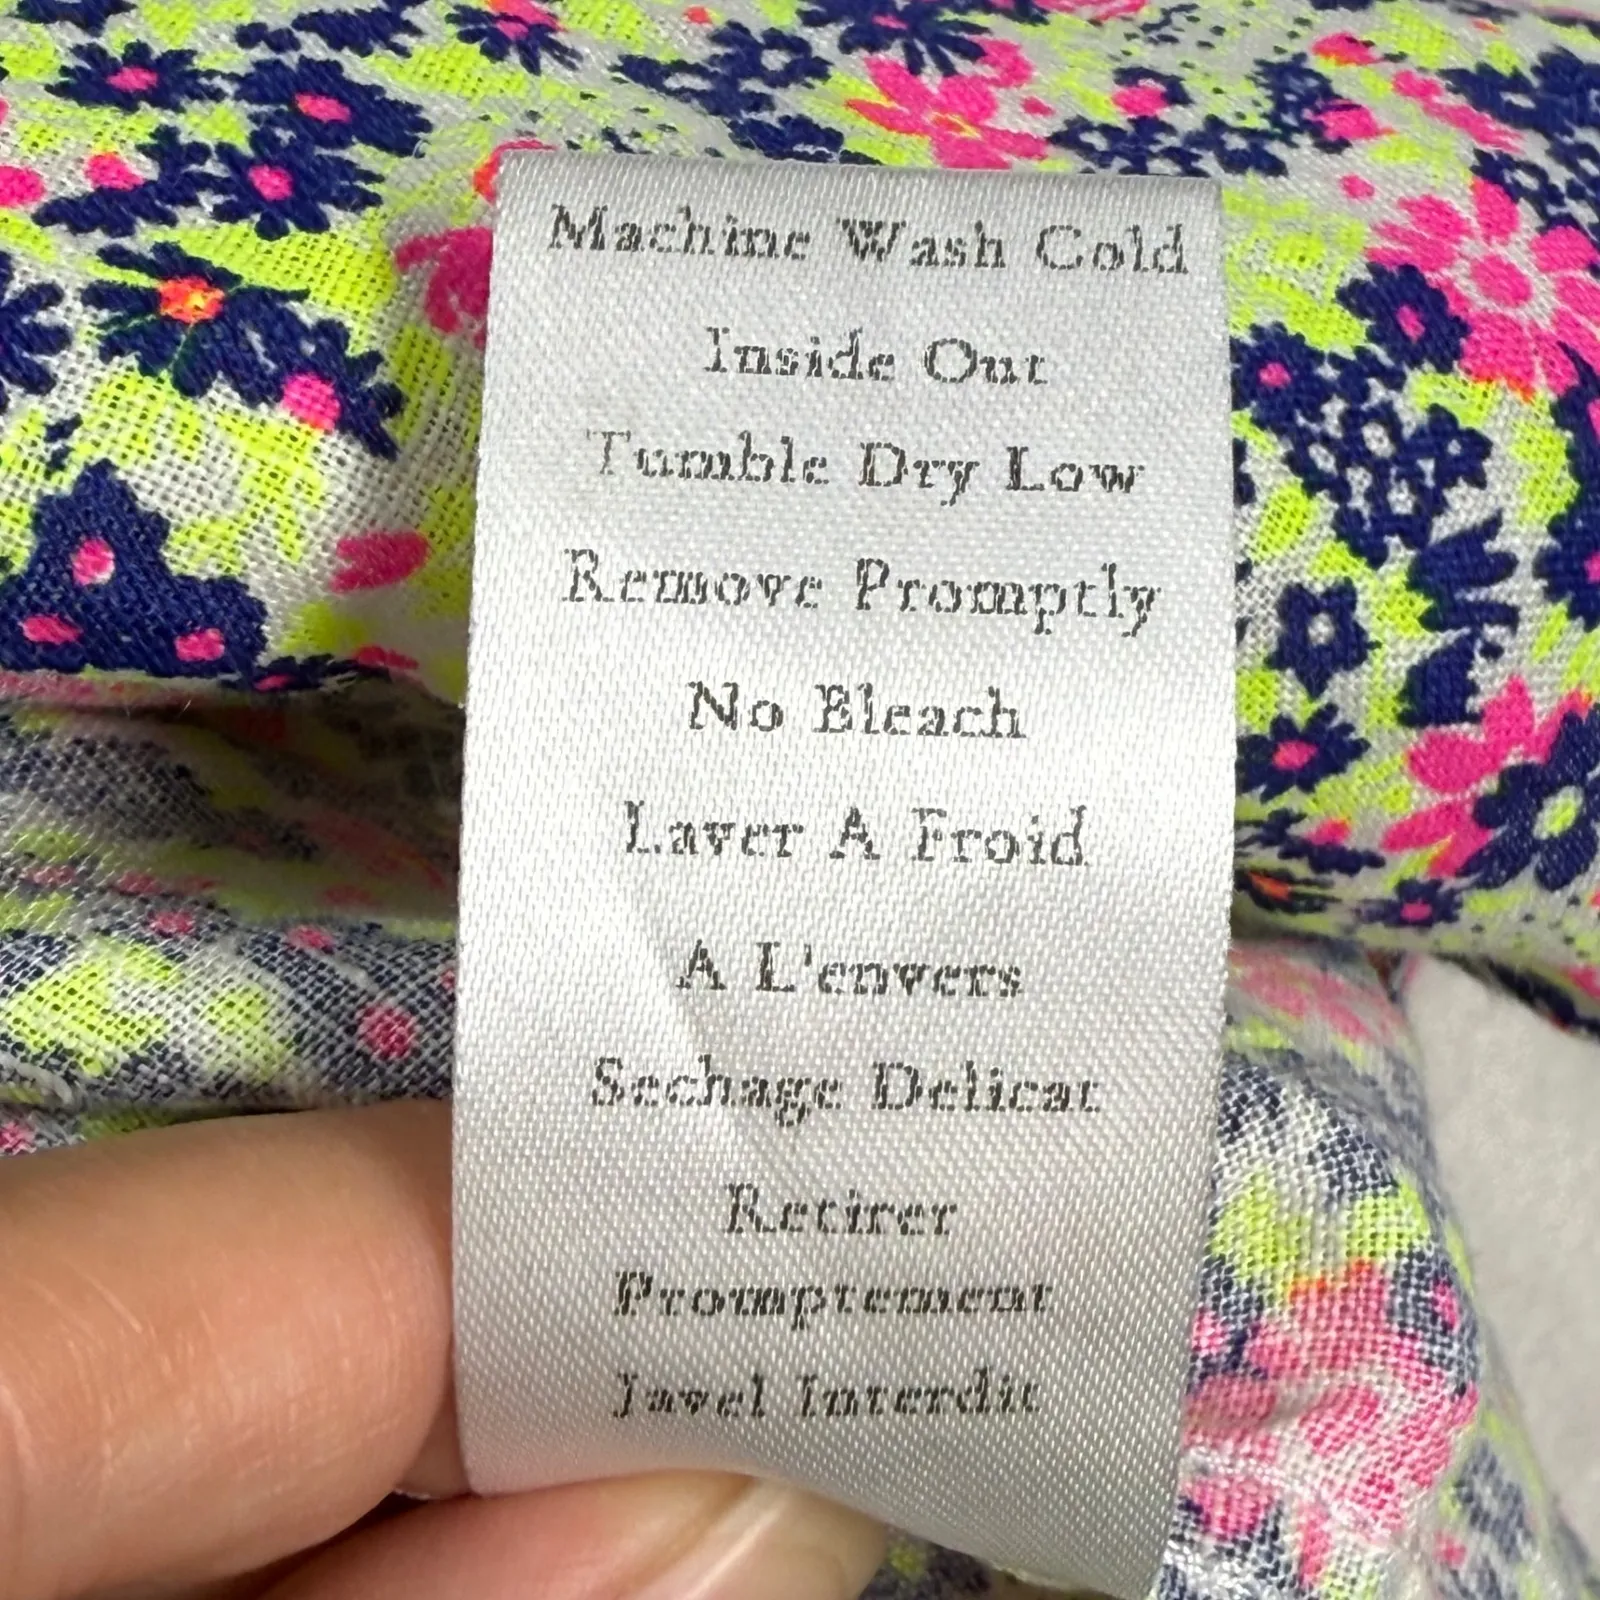 Machine Wash Cold
Inside Out
Tumble Dry Low
Remove Promptly
No Bleach
Laver A Froid
A L'envers
Sechage Delicat
Retirer
Promptement
Javel Interdit